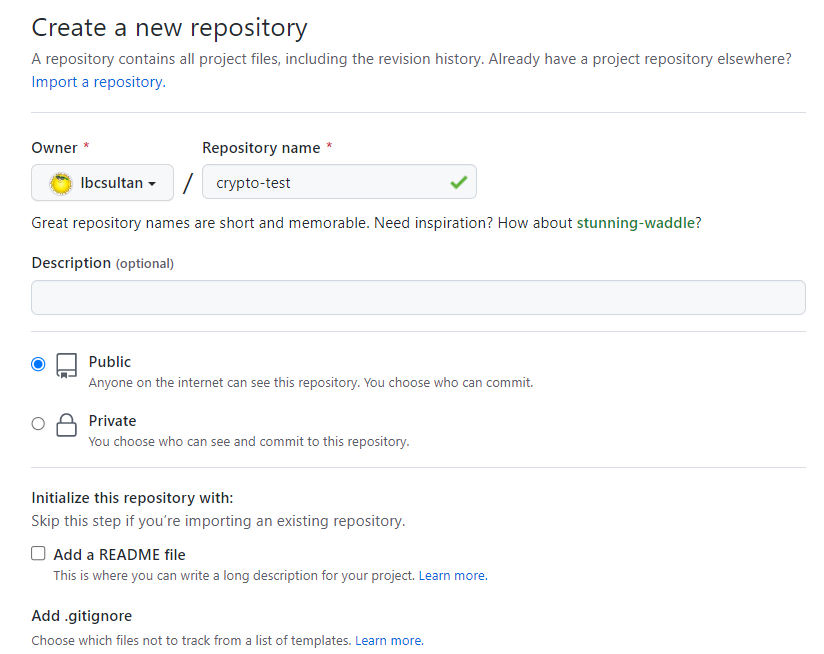 Create a new repository
A repository contains all project files, including the revision history. Already have a project repository elsewhere?
Import a repository.
Owner * Repository name *
lbcsultan / crypto-test
Great repository names are short and memorable. Need inspiration? How about stunning-waddle?
Description (optional)
Public
Anyone on the internet can see this repository. You choose who can commit.
Private
You choose who can see and commit to this repository.
Initialize this repository with:
Skip this step if you’re importing an existing repository.
Add a README file
This is where you can write a long description for your project. Learn more.
Add .gitignore
Choose which files not to track from a list of templates. Learn more.